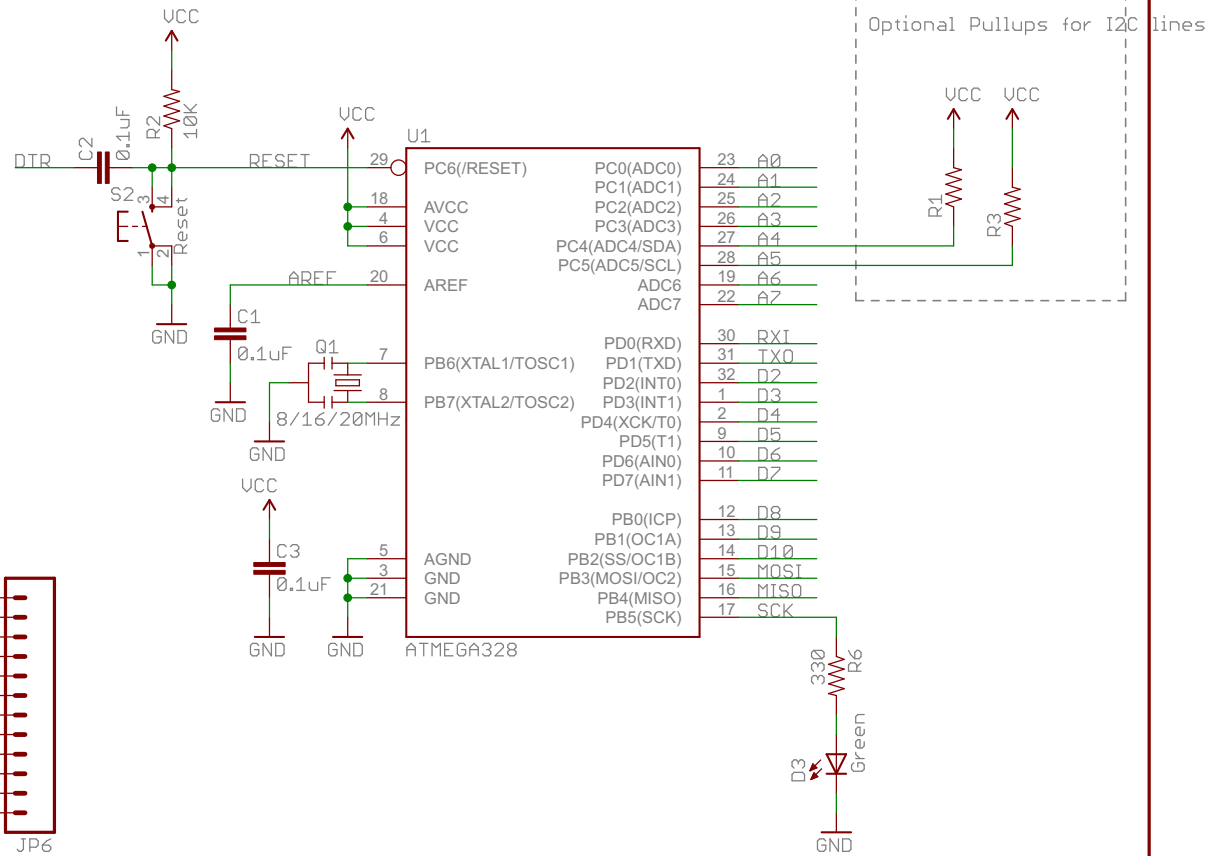 VCC
Optional Pullups for I2C lines
R2
10K
C2
0.1uF
DTR
RESET
S2
3
4
1
2
Reset
GND
VCC
U1
29
PC6(/RESET)
18
AVCC
4
VCC
6
VCC
AREF
20
AREF
C1
0.1uF
GND
Q1
7
PB6(XTAL1/TOSC1)
8
PB7(XTAL2/TOSC2)
8/16/20MHz
GND
VCC
C3
0.1uF
GND
5
AGND
3
GND
21
GND
GND
ATMEGA328
PC0(ADC0)
23
A0
PC1(ADC1)
24
A1
PC2(ADC2)
25
A2
PC3(ADC3)
26
A3
PC4(ADC4/SDA)
27
A4
PC5(ADC5/SCL)
28
A5
ADC6
19
A6
ADC7
22
A7
PD0(RXD)
30
RXI
PD1(TXD)
31
TXO
PD2(INT0)
32
D2
PD3(INT1)
1
D3
PD4(XCK/T0)
2
D4
PD5(T1)
9
D5
PD6(AIN0)
10
D6
PD7(AIN1)
11
D7
PB0(ICP)
12
D8
PB1(OC1A)
13
D9
PB2(SS/OC1B)
14
D10
PB3(MOSI/OC2)
15
MOSI
PB4(MISO)
16
MISO
PB5(SCK)
17
SCK
VCC
VCC
R1
R3
330
R6
D3
Green
GND
JP6